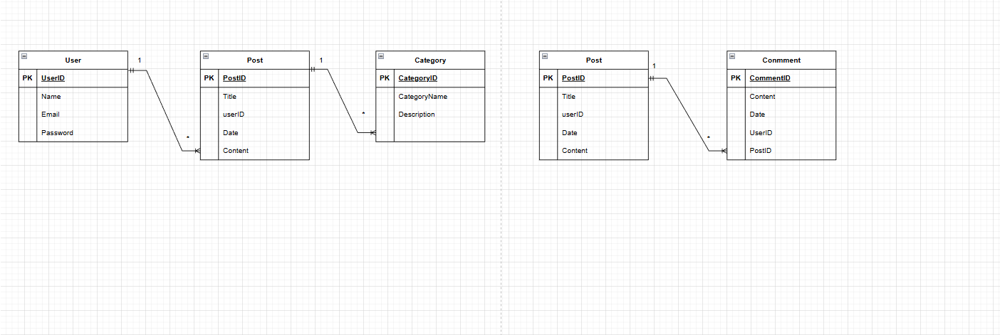 User
1
PK UserID
Name
Email
Password
*
Post
1
PK PostID
Title
userID
Date
Content
*
Category
PK CategoryID
CategoryName
Description
Post
1
PK PostID
Title
userID
Date
Content
*
Conmment
PK CommentID
Content
Date
UserID
PostID